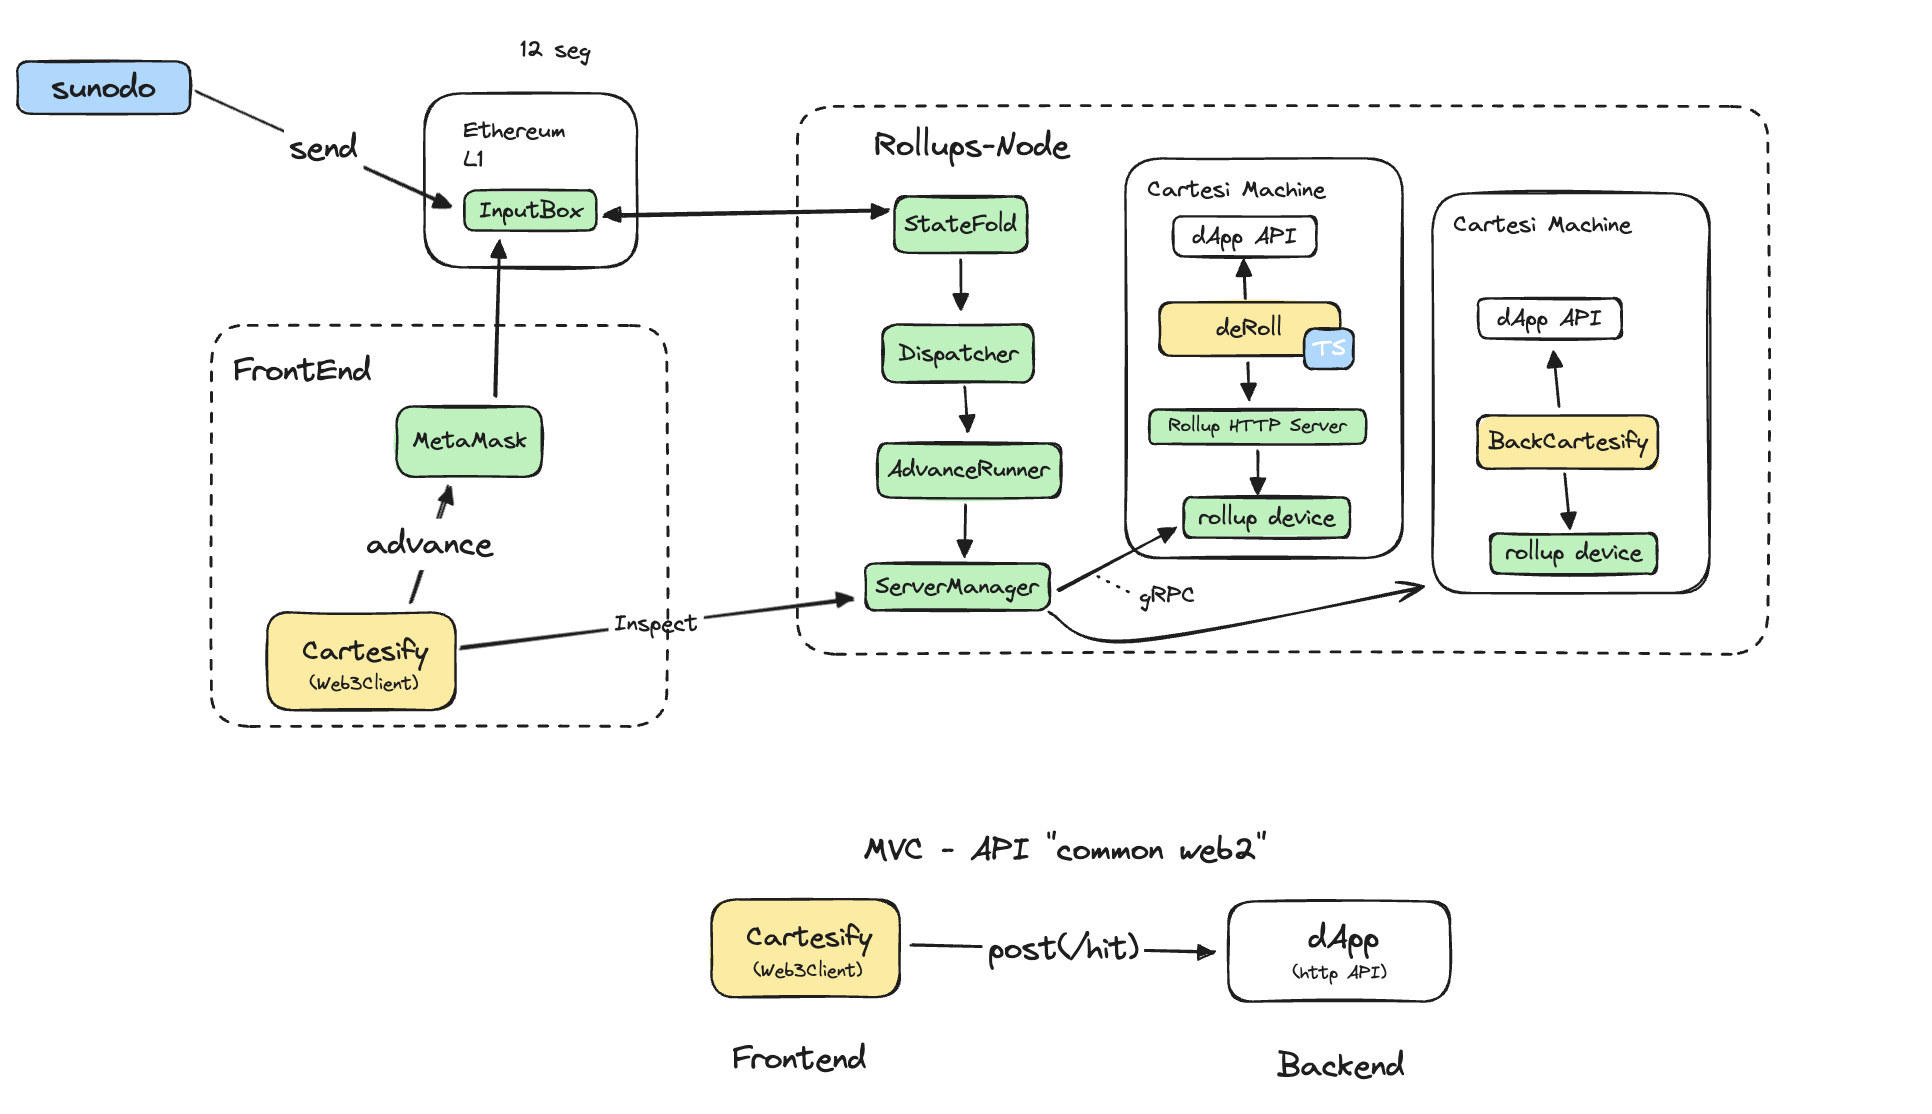 12 seg
sunodo
send
Ethereum
L1
InputBox
FrontEnd
MetaMask
advance
Cartesify
(Web3Client)
Inspect
Rollups-Node
StateFold
Dispatcher
AdvanceRunner
ServerManager
gRPC
Cartesi Machine
dApp API
deRoll
TS
Rollup HTTP Server
rollup device
Cartesi Machine
dApp API
BackCartesify
rollup device
MVC - API "common web2"
Cartesify
(Web3Client)
post(/hit)
dApp
(http API)
Frontend
Backend